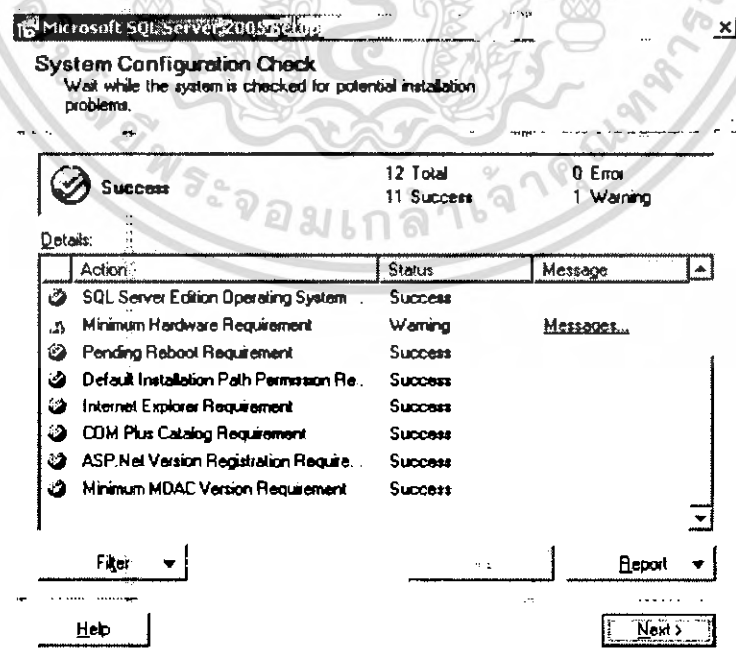 Microsoft SQL Server 2005 Setup
System Configuration Check
Wait while the system is checked for potential installation
problems.
Success
12 Total
0 Error
11 Success
1 Warning
Details:
Action Status Message
SQL Server Edition Operating System .. Success
Minimum Hardware Requirement Warning Messages...
Pending Reboot Requirement Success
Default Installation Path Permission Re.. Success
Internet Explorer Requirement Success
COM Plus Catalog Requirement Success
ASP.Net Version Registration Require.. Success
Minimum MDAC Version Requirement Success
Filter
Report
Help
Next >